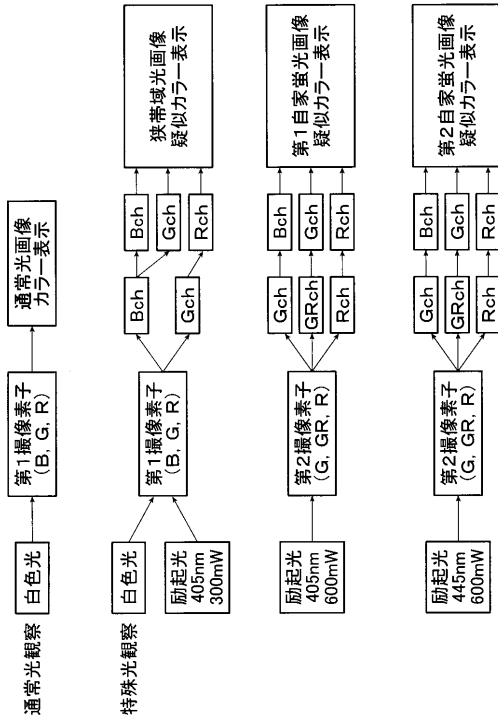 通常光観察
白色光
第1撮像素子
(B, G, R)
通常光画像
カラー表示
特殊光観察
白色光
励起光
405nm
300mW
第1撮像素子
(B, G, R)
Bch
Gch
Bch
Gch
Rch
狭帯域光画像
疑似カラー表示
励起光
405nm
600mW
第2撮像素子
(G, GR, R)
Gch
GRch
Rch
Bch
Gch
Rch
第1自家蛍光画像
疑似カラー表示
励起光
445nm
600mW
第2撮像素子
(G, GR, R)
Gch
GRch
Rch
Bch
Gch
Rch
第2自家蛍光画像
疑似カラー表示